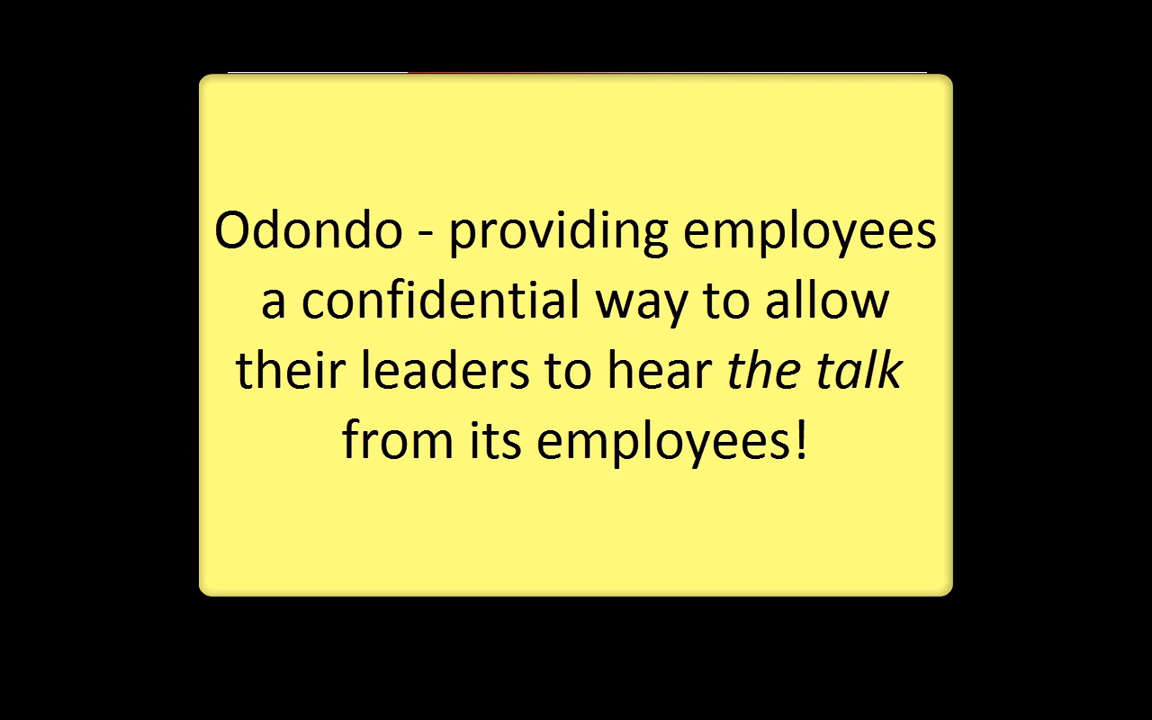 Odondo - providing employees
a confidential way to allow
their leaders to hear the talk
from its employees!